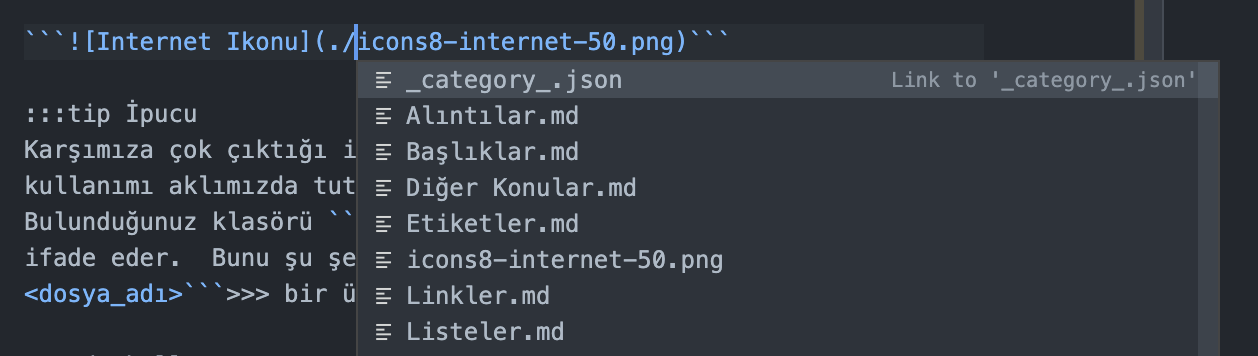 ```![Internet Ikonu](./icons8-internet-50.png)```
_category_.json Link to '_category_.json'
:::tip İpucu
Alıntılar.md
Karşımıza çok çıktığı
Başlıklar.md
kullanımı aklımızda
Diğer Konular.md
Bulunduğunuz klasörü ``
Etiketler.md
ifade eder. Bunu şu
icons8-internet-50.png
<dosya_adı>```>>> bir
Linkler.md
Listeler.md